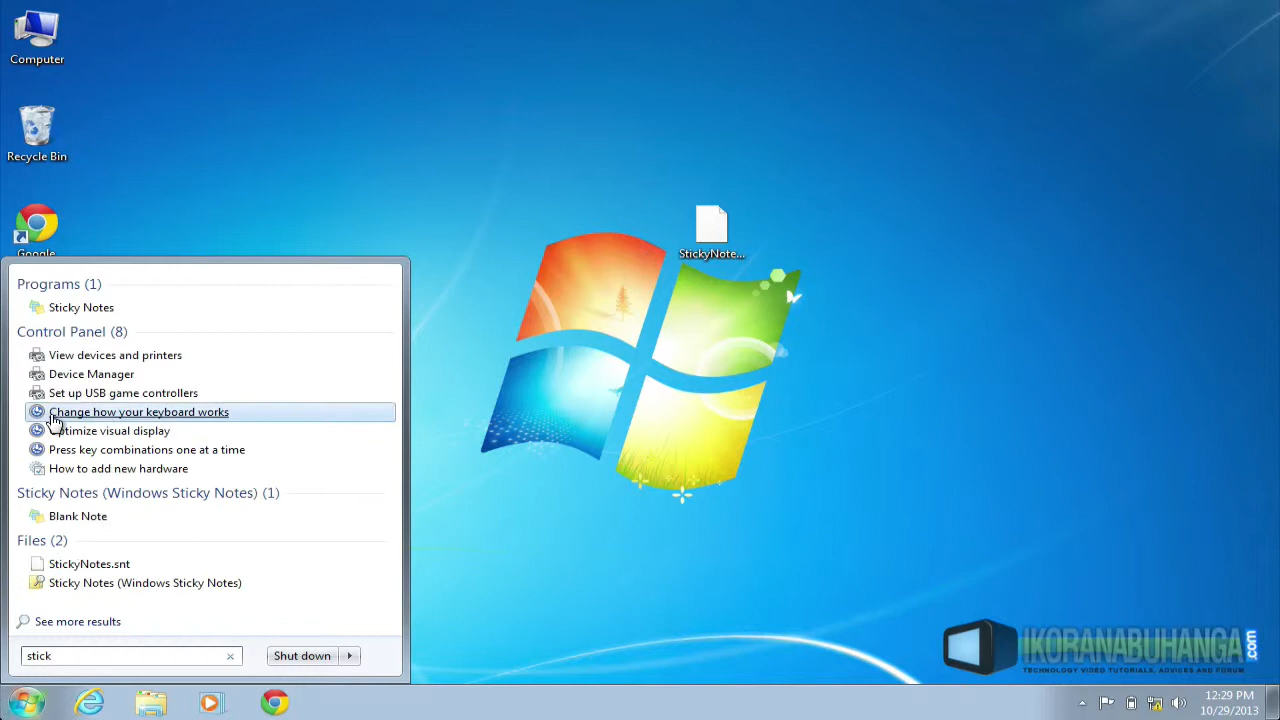 Computer
Recycle Bin
Google
StickyNote...
Programs (1)
Sticky Notes
Control Panel (8)
View devices and printers
Device Manager
Set up USB game controllers
Change how your keyboard works
Optimize visual display
Press key combinations one at a time
How to add new hardware
Sticky Notes (Windows Sticky Notes) (1)
Blank Note
Files (2)
StickyNotes.snt
Sticky Notes (Windows Sticky Notes)
See more results
stick
Shut down
IKORANABUHANGA.com
TECHNOLOGY VIDEO TUTORIALS, ADVICES AND FORUM
12:29 PM
10/29/2013